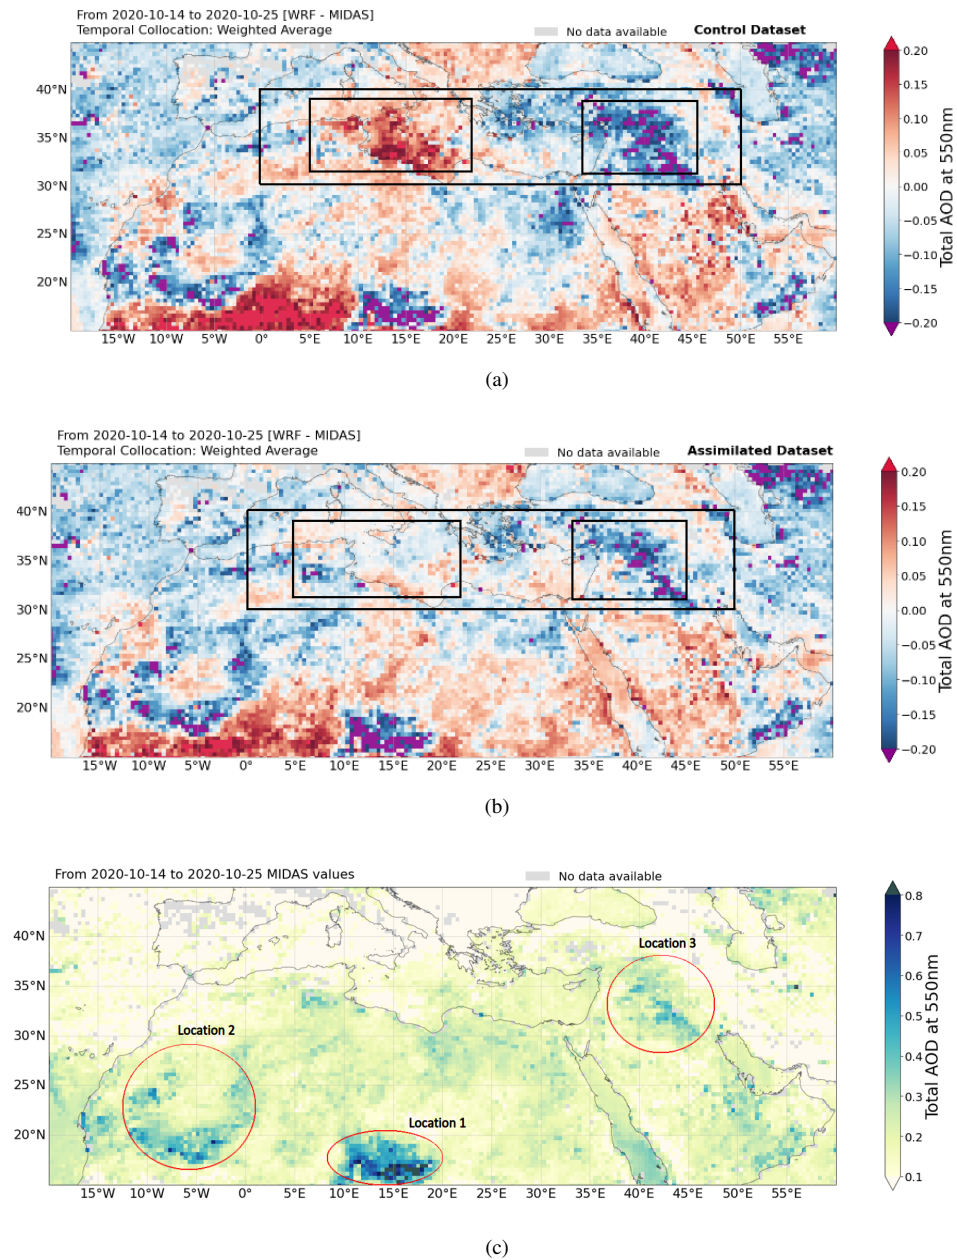 From 2020-10-14 to 2020-10-25 [WRF - MIDAS]
Temporal Collocation: Weighted Average
No data available
Control Dataset
40°N
35°N
30°N
25°N
20°N
15°W 10°W 5°W 0° 5°E 10°E 15°E 20°E 25°E 30°E 35°E 40°E 45°E 50°E 55°E
0.20
0.15
0.10
0.05
0.00
−0.05
−0.10
−0.15
−0.20
Total AOD at 550nm
(a)
From 2020-10-14 to 2020-10-25 [WRF - MIDAS]
Temporal Collocation: Weighted Average
No data available
Assimilated Dataset
40°N
35°N
30°N
25°N
20°N
15°W 10°W 5°W 0° 5°E 10°E 15°E 20°E 25°E 30°E 35°E 40°E 45°E 50°E 55°E
0.20
0.15
0.10
0.05
0.00
−0.05
−0.10
−0.15
−0.20
Total AOD at 550nm
(b)
From 2020-10-14 to 2020-10-25 MIDAS values
No data available
40°N
35°N
30°N
25°N
20°N
Location 3
Location 2
Location 1
15°W 10°W 5°W 0° 5°E 10°E 15°E 20°E 25°E 30°E 35°E 40°E 45°E 50°E 55°E
0.8
0.7
0.6
0.5
0.4
0.3
0.2
0.1
Total AOD at 550nm
(c)